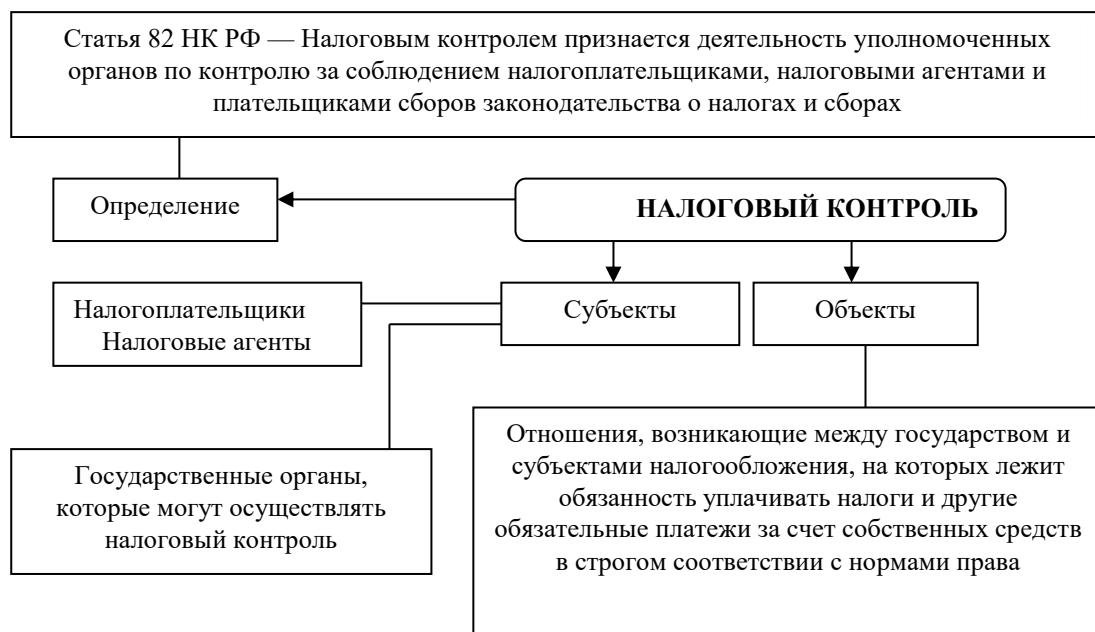 Статья 82 НК РФ — Налоговым контролем признается деятельность уполномоченных
органов по контролю за соблюдением налогоплательщиками, налоговыми агентами и
плательщиками сборов законодательства о налогах и сборах
Определение
НАЛОГОВЫЙ КОНТРОЛЬ
Налогоплательщики
Налоговые агенты
Субъекты
Объекты
Государственные органы,
которые могут осуществлять
налоговый контроль
Отношения, возникающие между государством и
субъектами налогообложения, на которых лежит
обязанность уплачивать налоги и другие
обязательные платежи за счет собственных средств
в строгом соответствии с нормами права